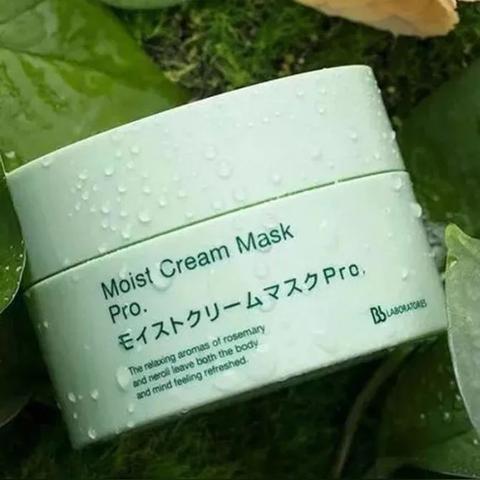 Moist Cream Mask
Pro.
モイストクリームマスクPro.
The relaxing aromas of rosemary
and neroli leave both the body
and mind feeling refreshed.
Bb LABORATORIES